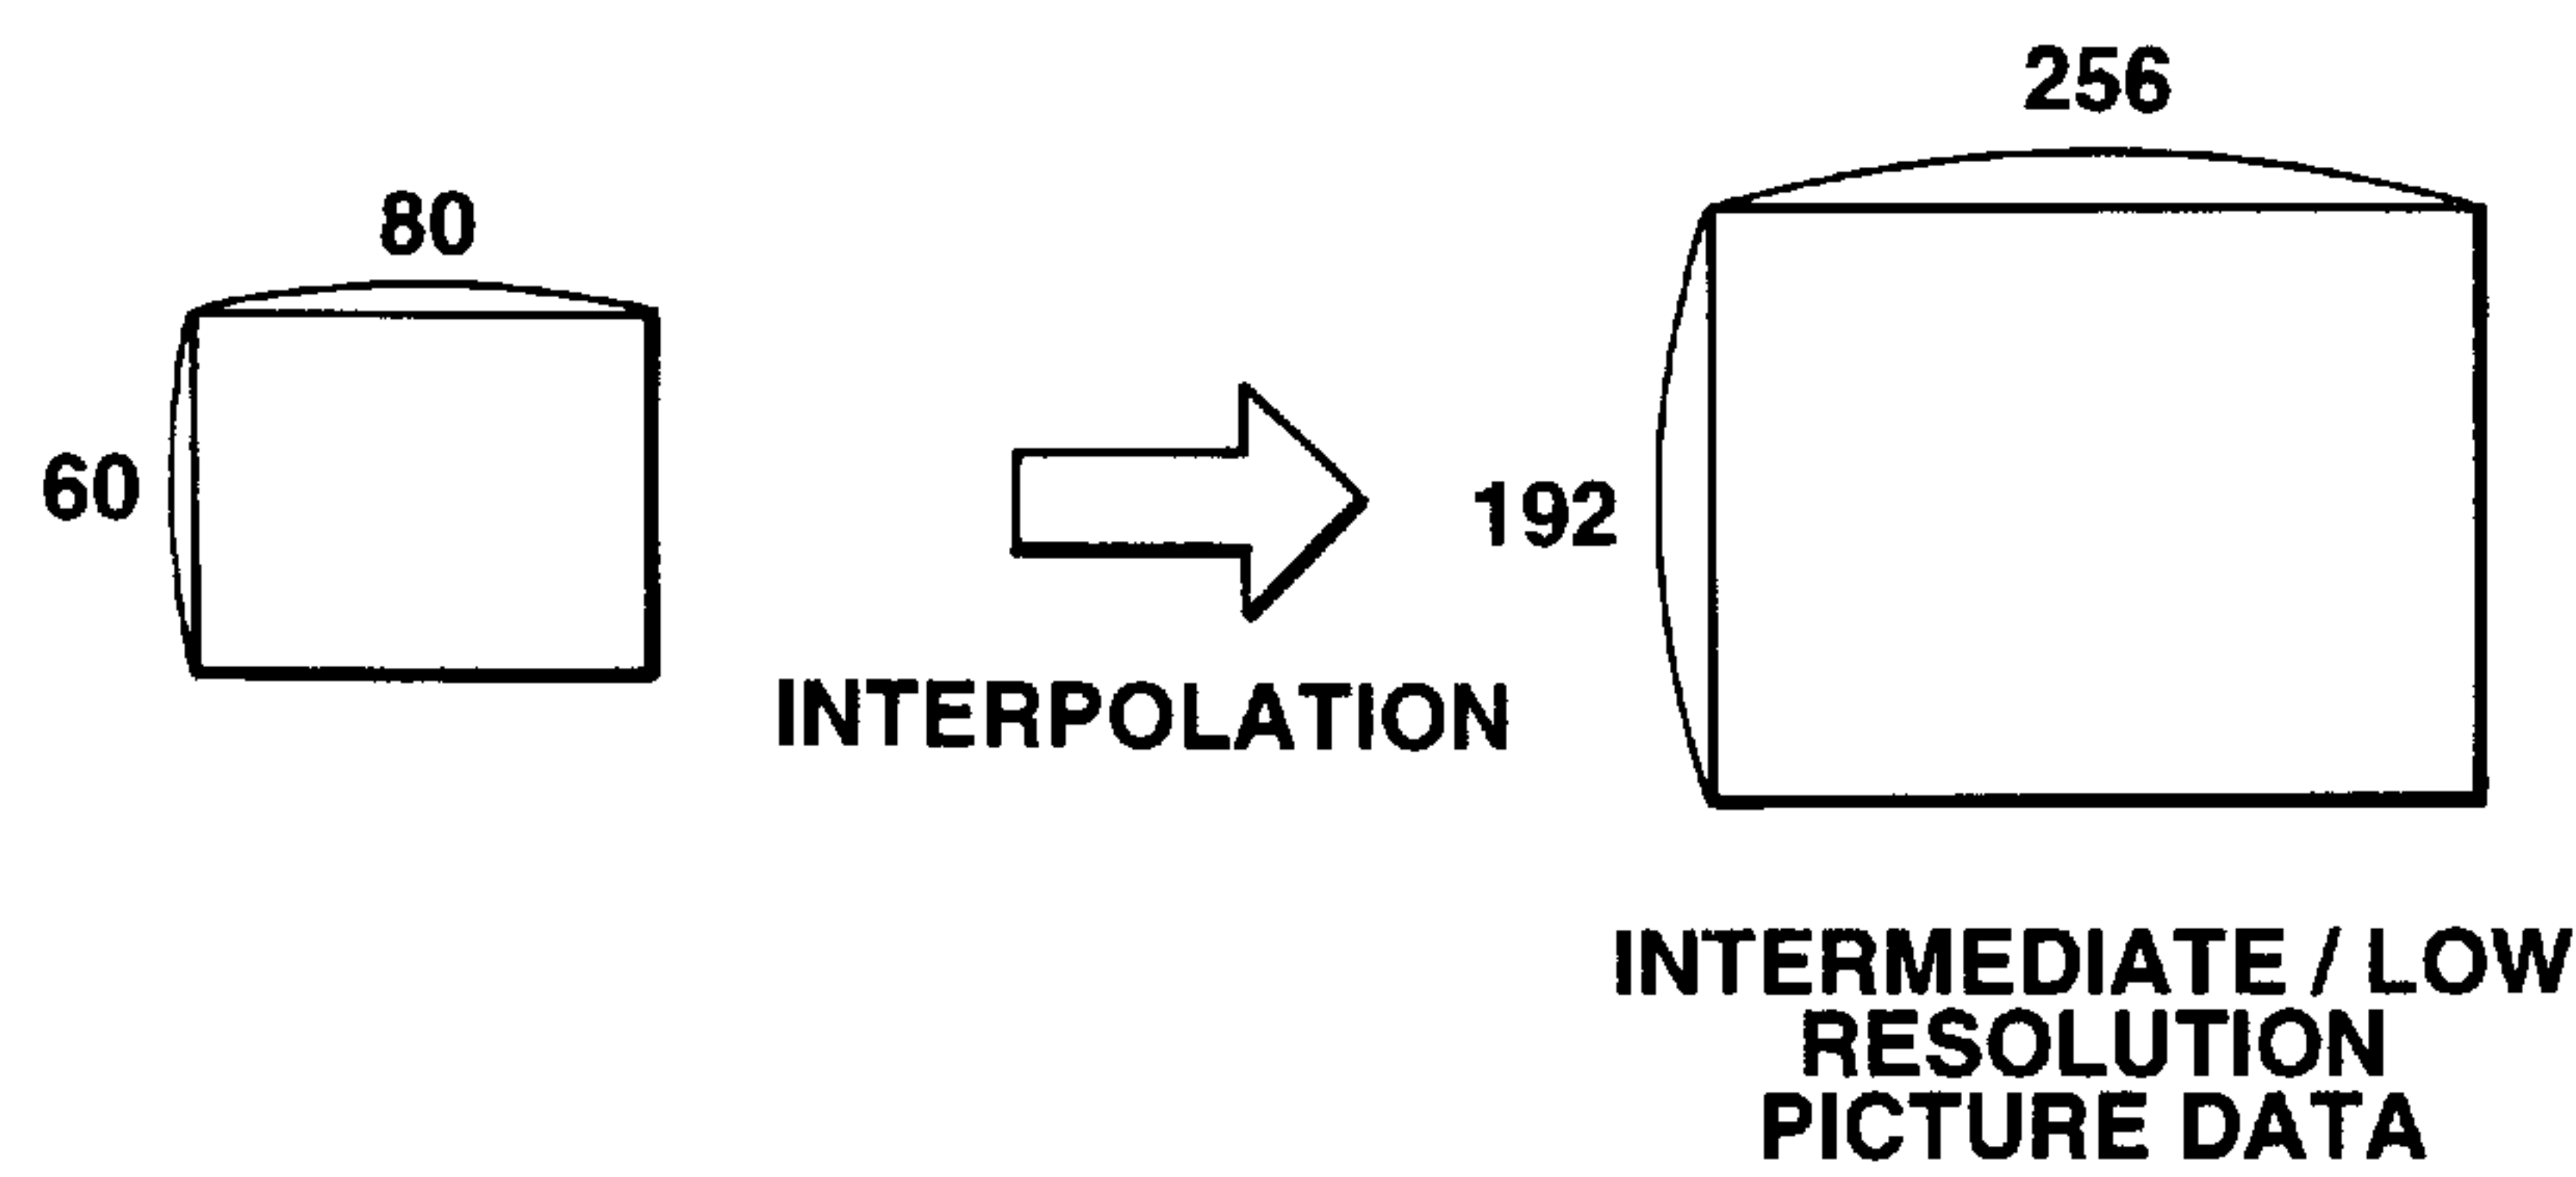 80
60
INTERPOLATION
256
192
INTERMEDIATE / LOW
RESOLUTION
PICTURE DATA